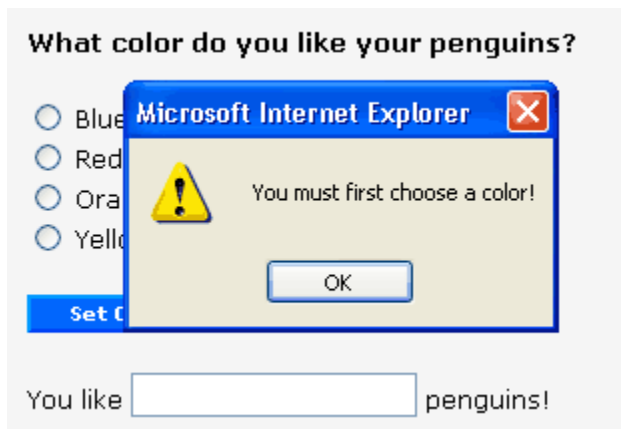 What color do you like your penguins?
Microsoft Internet Explorer
Blue
Red
You must first choose a color!
OK
Set
You like penguins!